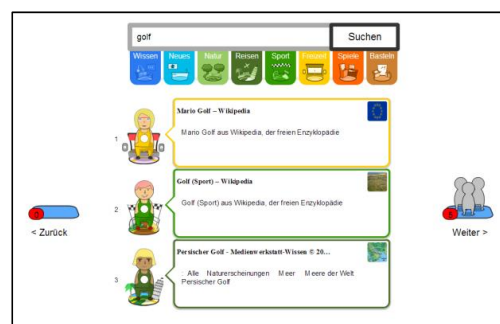 golf
Suchen
Wissen Neues Natur Reisen Sport Freizeit Spiele Basteln
Mario Golf – Wikipedia
1
Mario Golf aus Wikipedia, der freien Enzyklopädie
Golf (Sport) – Wikipedia
2
Golf (Sport) aus Wikipedia, der freien Enzyklopädie
0
< Zurück
Weiter >
Persischer Golf - Medienwerkstatt-Wissen © 20…
3
Alle Naturerscheinungen Meer Meere der Welt
Persischer Golf